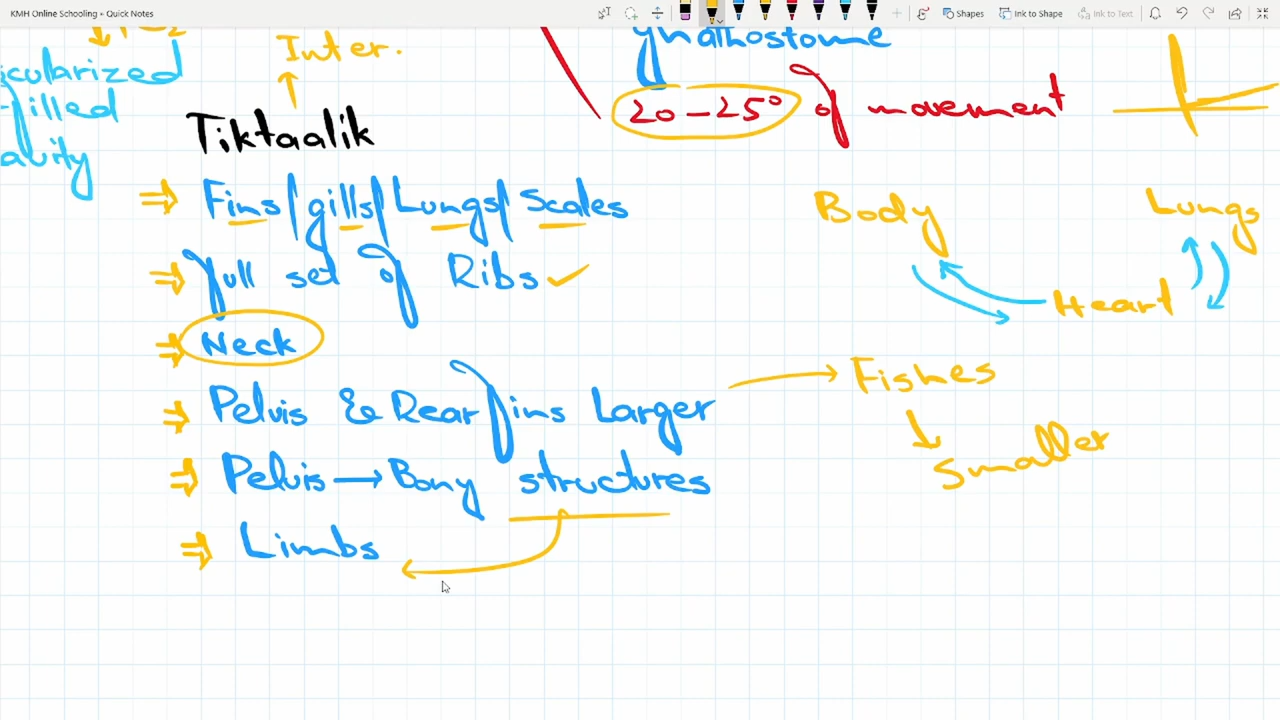 KMH Online Schooling + Quick Notes
Shapes
Ink to Shape
Ink to Text
Inter.
gnathostome
20-25° of movement
Tiktaalik
Fins/gills/Lungs/Scales
full set of Ribs
Neck
Pelvis & Rear fins Larger
Pelvis → Bony structures
Limbs
Body
Lungs
Heart
Fishes
smaller